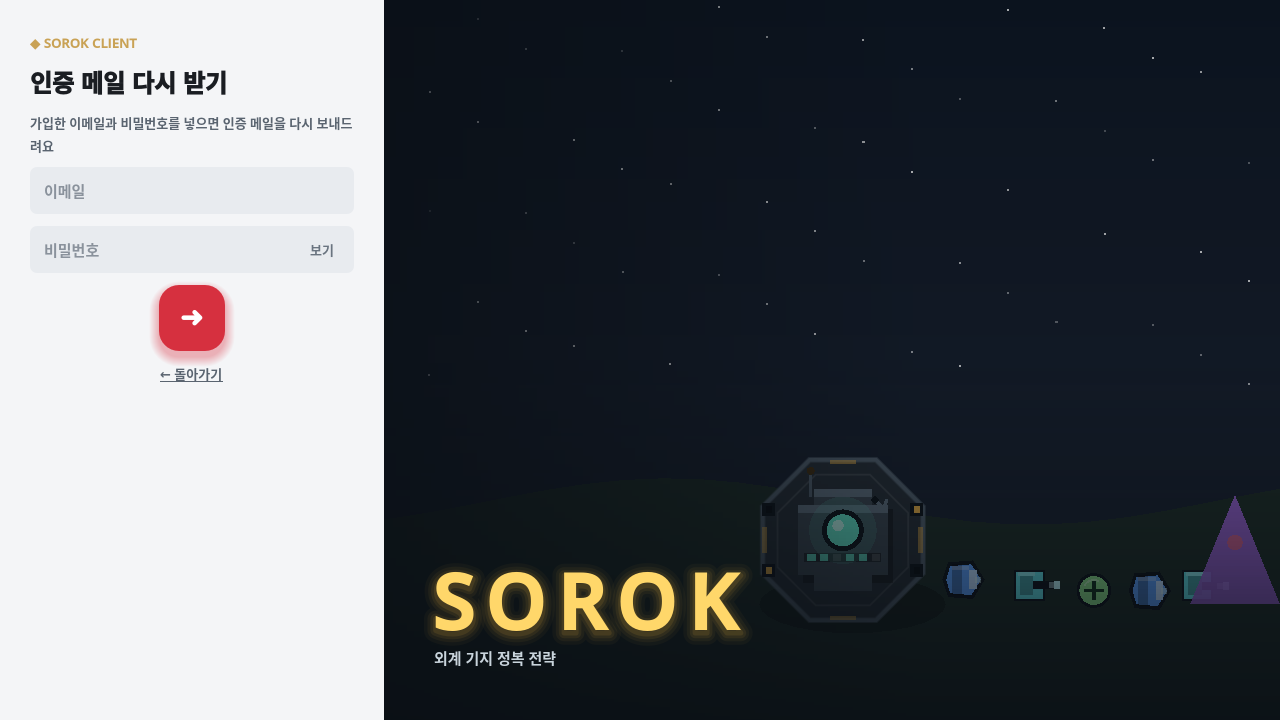 ◆ SOROK CLIENT
인증 메일 다시 받기
가입한 이메일과 비밀번호를 넣으면 인증 메일을 다시 보내드
려요
이메일
비밀번호 보기
➜
← 돌아가기
SOROK
외계 기지 정복 전략